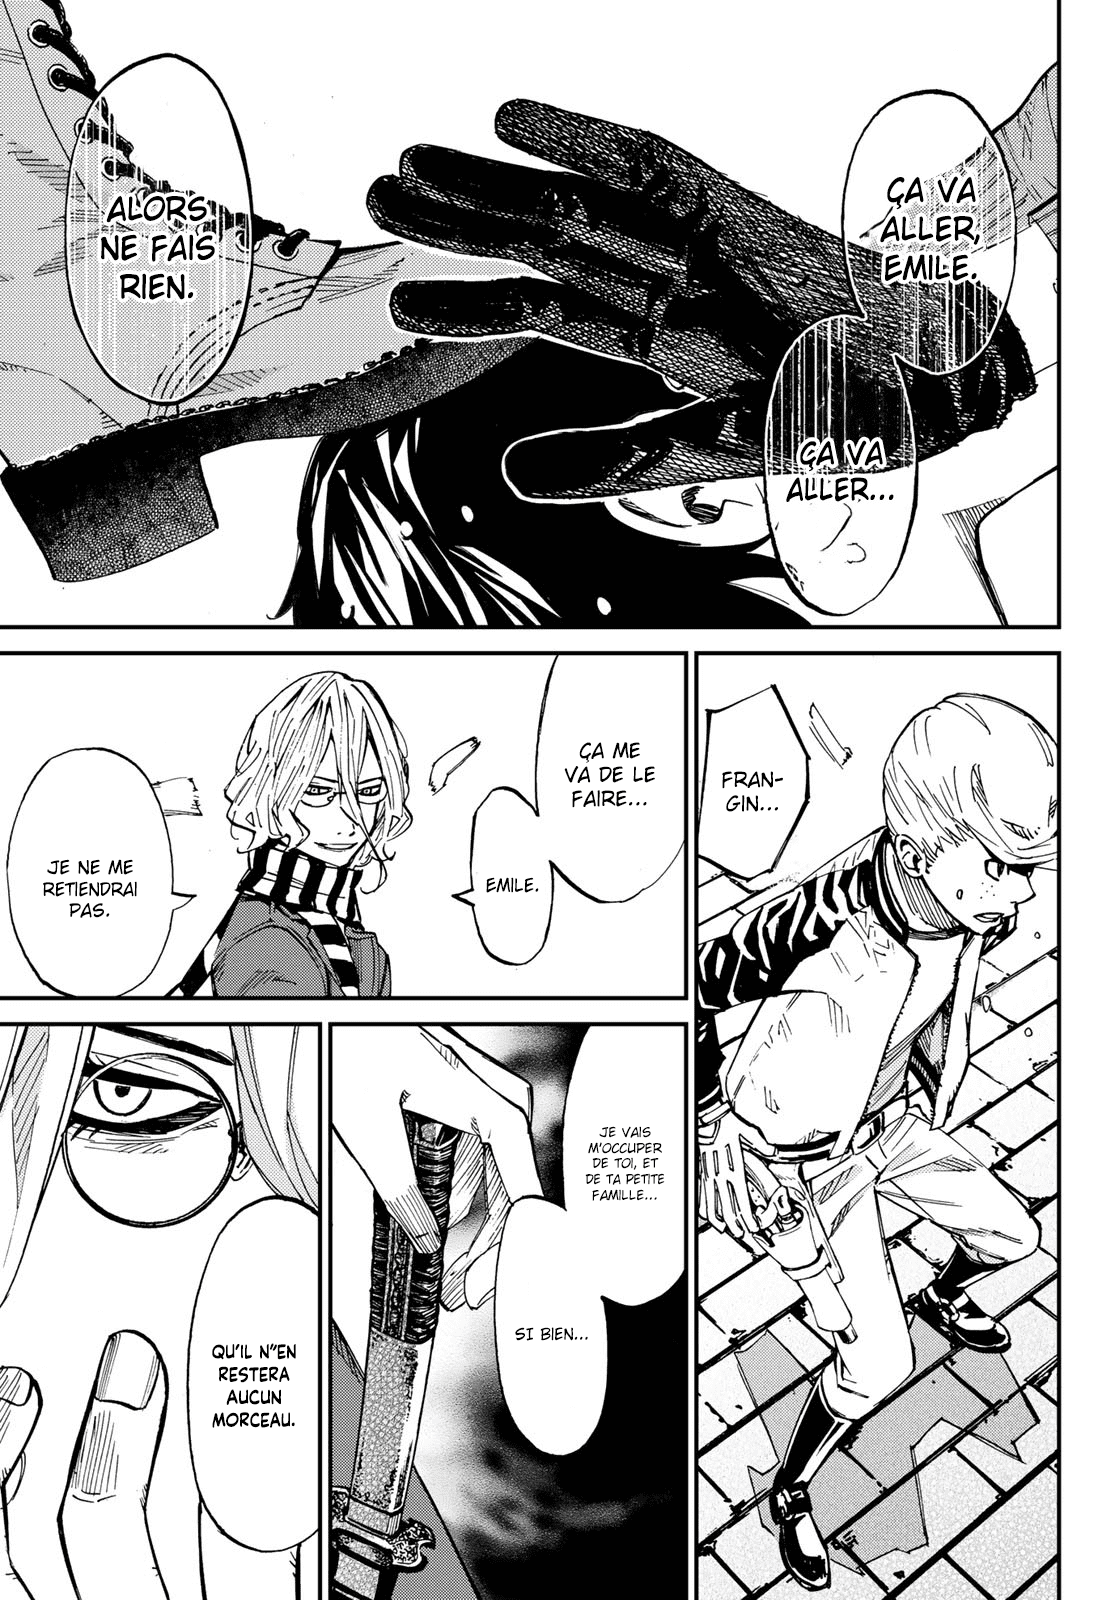 ÇA VA
ALLER,
EMILE.
ÇA VA
ALLER...
ALORS
NE FAIS
RIEN.
FRAN-
GIN...
ÇA ME
VA DE LE
FAIRE...
EMILE.
JE NE ME
RETIENDRAI
PAS.
JE VAIS
M'OCCUPER
DE TOI, ET
DE TA PETITE
FAMILLE...
SI BIEN...
QU'IL N"EN
RESTERA
AUCUN
MORCEAU.